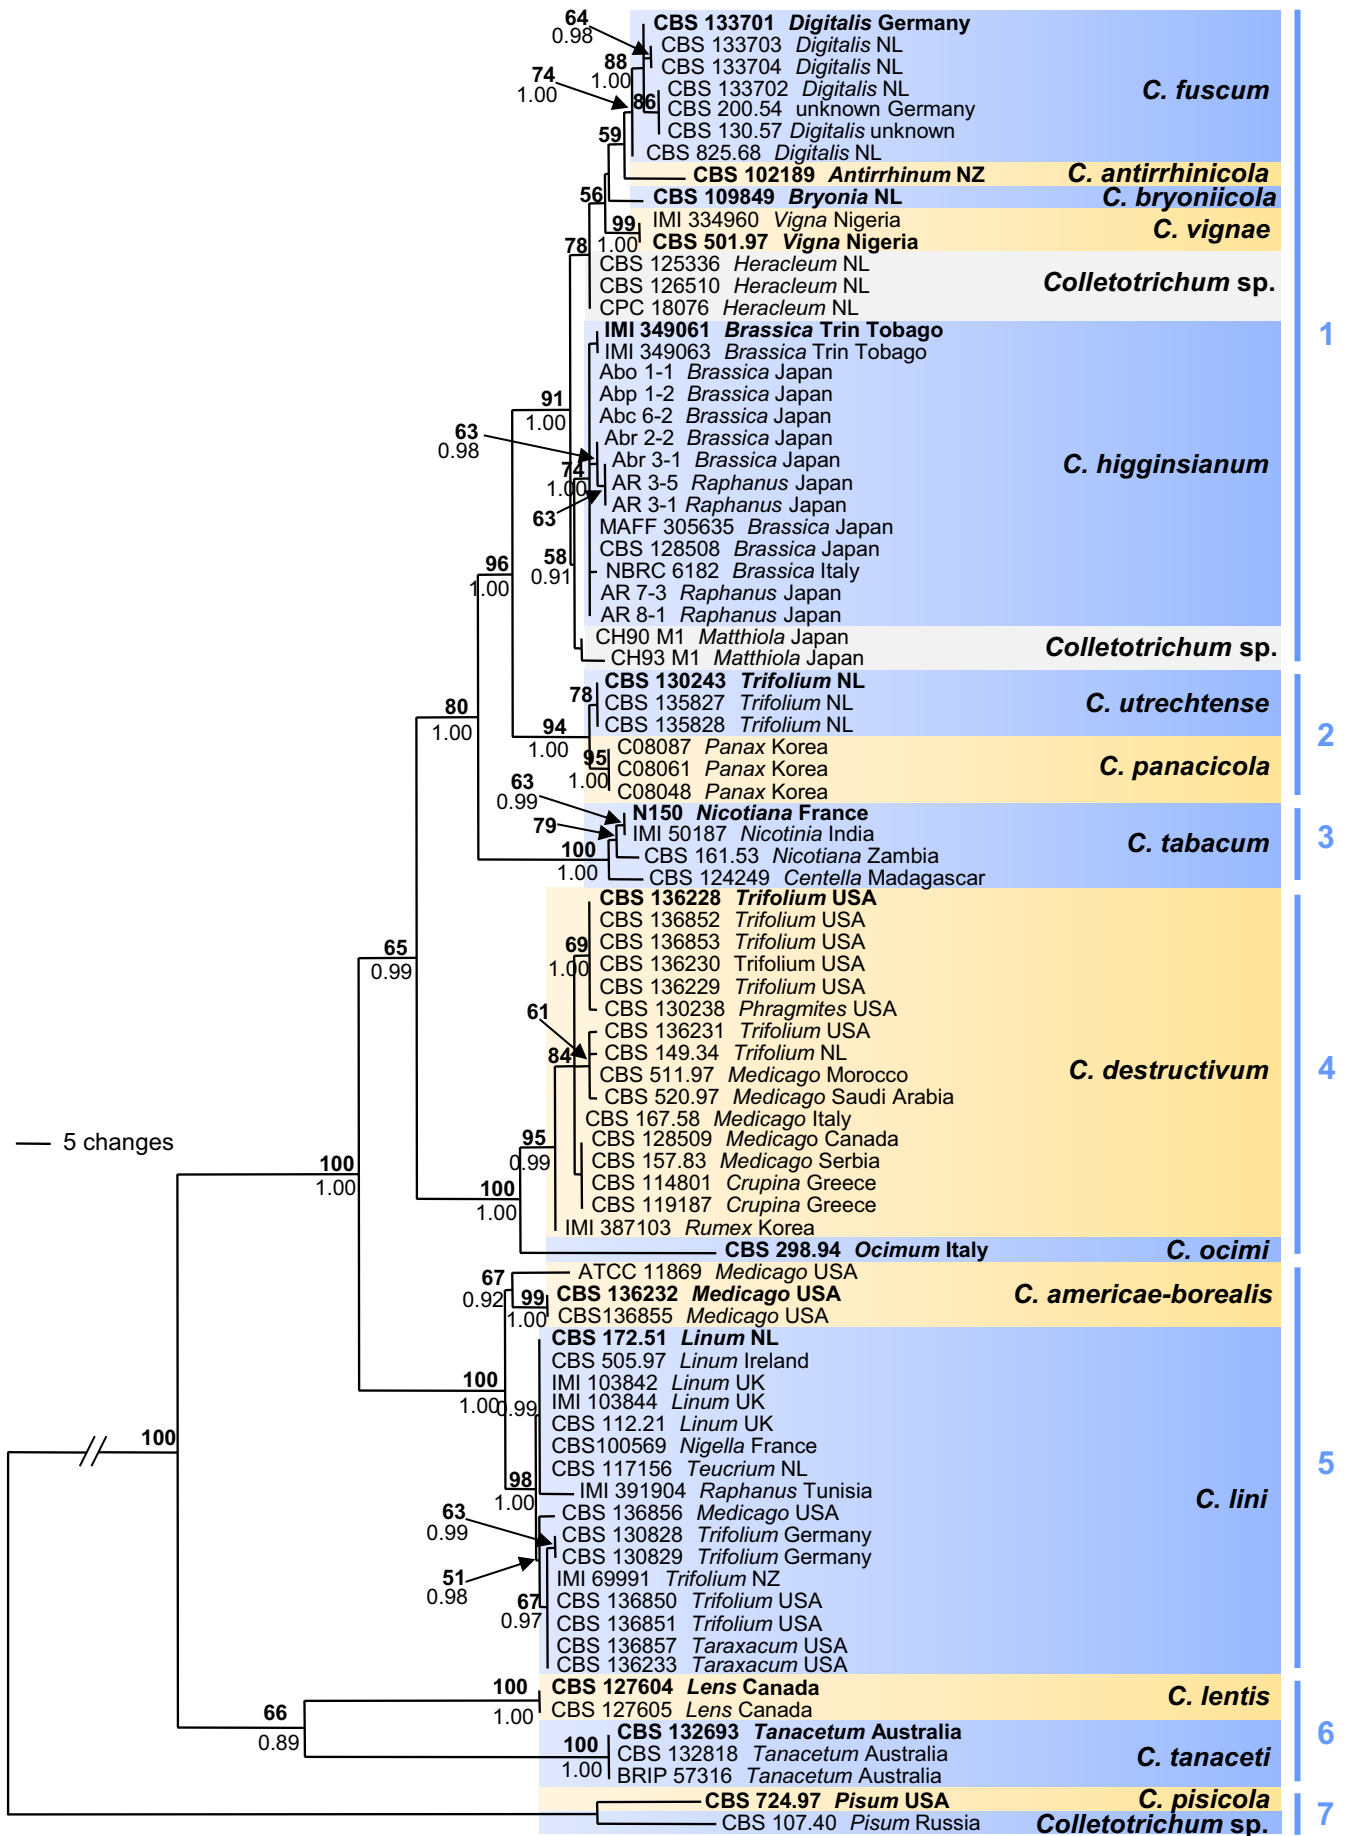 64
0.98
CBS 133701 Digitalis Germany
CBS 133703 Digitalis NL
CBS 133704 Digitalis NL
88
1.00
74
1.00
CBS 133702 Digitalis NL
86
CBS 200.54 unknown Germany
CBS 130.57 Digitalis unknown
CBS 825.68 Digitalis NL
C. fuscum
59
CBS 102189 Antirrhinum NZ
C. antirrhinicola
56
CBS 109849 Bryonia NL
C. bryoniicola
99
1.00
IMI 334960 Vigna Nigeria
CBS 501.97 Vigna Nigeria
C. vignae
78
CBS 125336 Heracleum NL
CBS 126510 Heracleum NL
CPC 18076 Heracleum NL
Colletotrichum sp.
1
IMI 349061 Brassica Trin Tobago
IMI 349063 Brassica Trin Tobago
Abo 1-1 Brassica Japan
Abp 1-2 Brassica Japan
Abc 6-2 Brassica Japan
91
1.00
63
0.98
Abr 2-2 Brassica Japan
Abr 3-1 Brassica Japan
74
1.00
AR 3-5 Raphanus Japan
AR 3-1 Raphanus Japan
63
MAFF 305635 Brassica Japan
CBS 128508 Brassica Japan
58
0.91
NBRC 6182 Brassica Italy
AR 7-3 Raphanus Japan
AR 8-1 Raphanus Japan
C. higginsianum
96
1.00
CH90 M1 Matthiola Japan
CH93 M1 Matthiola Japan
Colletotrichum sp.
78
CBS 130243 Trifolium NL
CBS 135827 Trifolium NL
CBS 135828 Trifolium NL
C. utrechtense
2
80
1.00
94
1.00
95
1.00
C08087 Panax Korea
C08061 Panax Korea
C08048 Panax Korea
C. panacicola
63
0.99
79
N150 Nicotiana France
IMI 50187 Nicotinia India
100
1.00
CBS 161.53 Nicotiana Zambia
CBS 124249 Centella Madagascar
C. tabacum
3
CBS 136228 Trifolium USA
CBS 136852 Trifolium USA
69
1.00
CBS 136853 Trifolium USA
CBS 136230 Trifolium USA
CBS 136229 Trifolium USA
CBS 130238 Phragmites USA
65
0.99
61
CBS 136231 Trifolium USA
84
CBS 149.34 Trifolium NL
CBS 511.97 Medicago Morocco
CBS 520.97 Medicago Saudi Arabia
CBS 167.58 Medicago Italy
CBS 128509 Medicago Canada
CBS 157.83 Medicago Serbia
CBS 114801 Crupina Greece
CBS 119187 Crupina Greece
IMI 387103 Rumex Korea
C. destructivum
4
5 changes
95
0.99
100
1.00
100
1.00
CBS 298.94 Ocimum Italy
C. ocimi
67
0.92
ATCC 11869 Medicago USA
99
1.00
CBS 136232 Medicago USA
CBS136855 Medicago USA
C. americae-borealis
CBS 172.51 Linum NL
CBS 505.97 Linum Ireland
100
1.00
0.99
IMI 103842 Linum UK
IMI 103844 Linum UK
CBS 112.21 Linum UK
CBS100569 Nigella France
CBS 117156 Teucrium NL
IMI 391904 Raphanus Tunisia
100
98
1.00
63
0.99
CBS 136856 Medicago USA
CBS 130828 Trifolium Germany
CBS 130829 Trifolium Germany
51
0.98
IMI 69991 Trifolium NZ
67
0.97
CBS 136850 Trifolium USA
CBS 136851 Trifolium USA
CBS 136857 Taraxacum USA
CBS 136233 Taraxacum USA
C. lini
5
100
1.00
CBS 127604 Lens Canada
CBS 127605 Lens Canada
C. lentis
66
0.89
100
1.00
CBS 132693 Tanacetum Australia
CBS 132818 Tanacetum Australia
BRIP 57316 Tanacetum Australia
C. tanaceti
6
CBS 724.97 Pisum USA
C. pisicola
CBS 107.40 Pisum Russia
Colletotrichum sp.
7